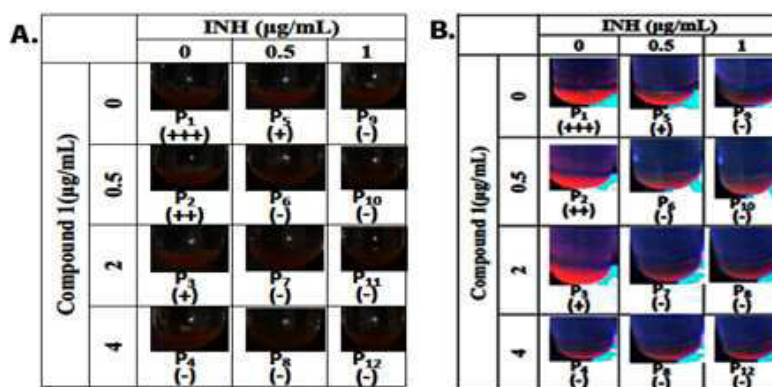 A.
INH (µg/mL)
0 0.5 1
Compound 1(µg/mL)
0
P1 P5 P9
(+++) (+) (-)
0.5
P2 P6 P10
(++) (-) (-)
2
P3 P7 P11
(+) (-) (-)
4
P4 P8 P12
(-) (-) (-)
B.
INH (µg/mL)
0 0.5 1
Compound 1(µg/mL)
0
P1 P5 P9
(+++) (+) (-)
0.5
P2 P6 P10
(++) (-) (-)
2
P3 P7 P8
(+) (-) (-)
4
P4 P8 P12
(-) (-) (-)